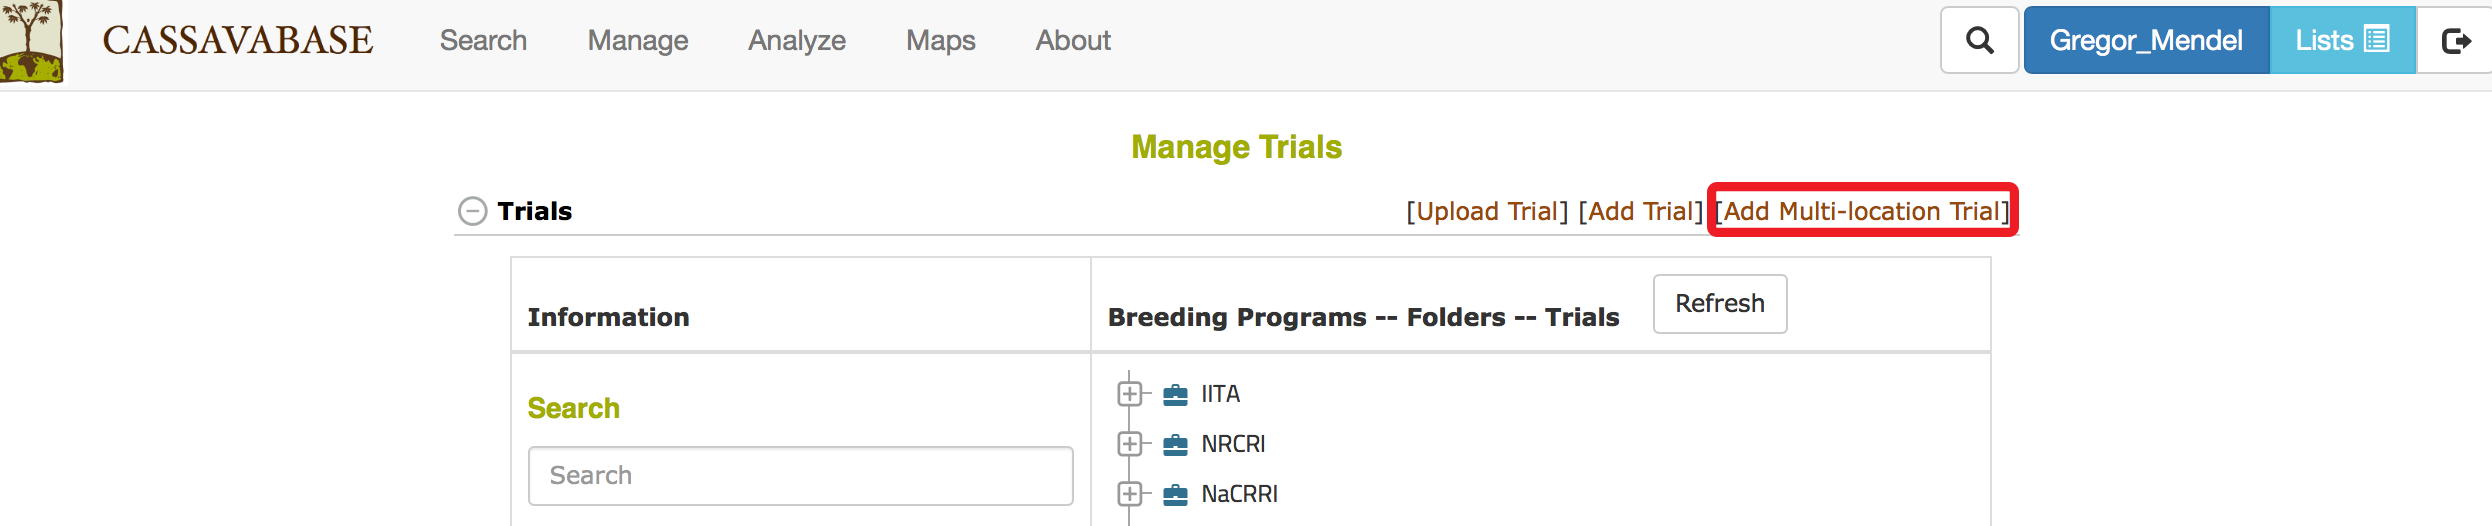 CASSAVABASE Search Manage Analyze Maps About Gregor_Mendel Lists
Manage Trials
Trials [Upload Trial] [Add Trial] [Add Multi-location Trial]
Information Breeding Programs -- Folders -- Trials Refresh
Search
Search
IITA
NRCRI
NaCRRI